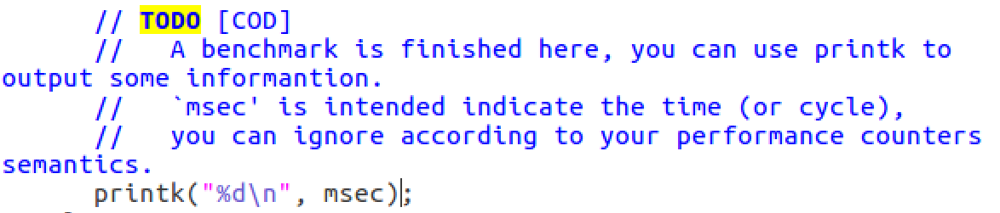 // TODO [COD]
//   A benchmark is finished here, you can use printk to
output some informantion.
//   `msec' is intended indicate the time (or cycle),
//   you can ignore according to your performance counters
semantics.
printk("%d\n", msec);